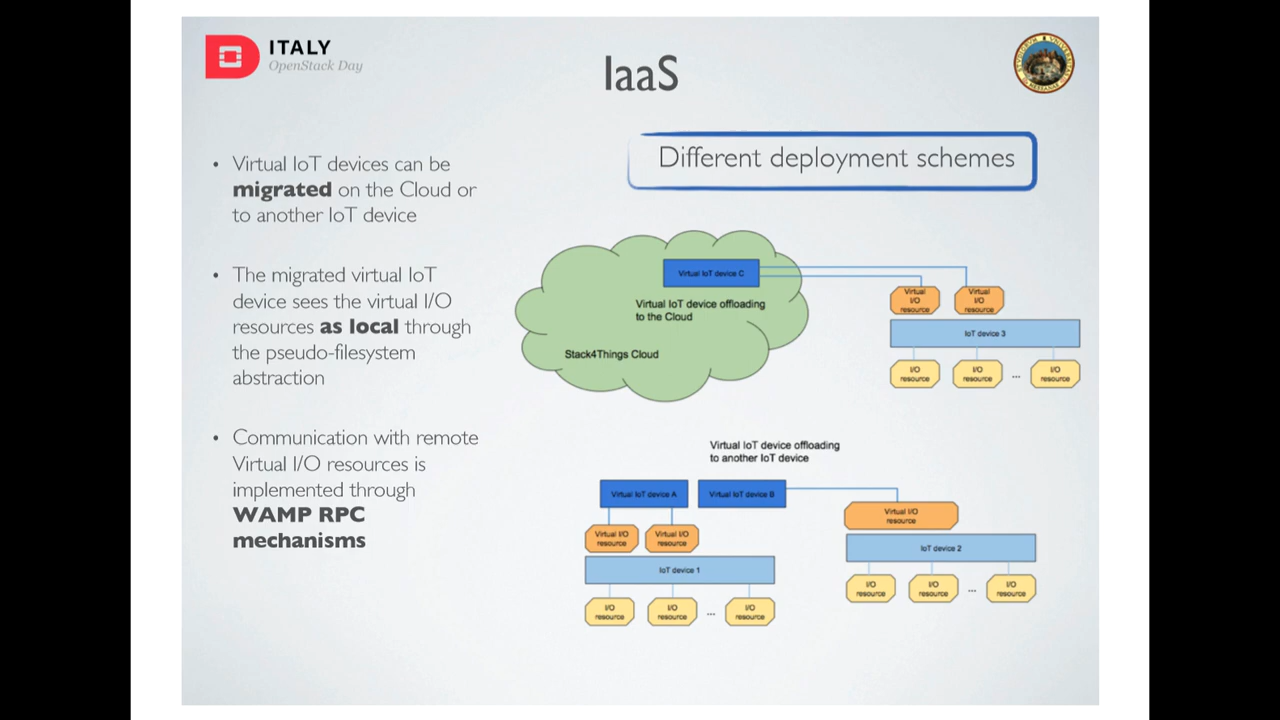 ITALY
OpenStack Day
IaaS
• Virtual IoT devices can be
migrated on the Cloud or
to another IoT device
• The migrated virtual IoT
device sees the virtual I/O
resources as local through
the pseudo-filesystem
abstraction
• Communication with remote
Virtual I/O resources is
implemented through
WAMP RPC
mechanisms
Different deployment schemes
Virtual IoT device C
Virtual IoT device offloading
to the Cloud
Stack4Things Cloud
Virtual
I/O
resource
Virtual
I/O
resource
IoT device 3
I/O
resource
I/O
resource
...
I/O
resource
Virtual IoT device offloading
to another IoT device
Virtual IoT device A
Virtual IoT device B
Virtual I/O
resource
Virtual I/O
resource
IoT device 1
I/O
resource
I/O
resource
...
I/O
resource
Virtual I/O
resource
IoT device 2
I/O
resource
I/O
resource
...
I/O
resource